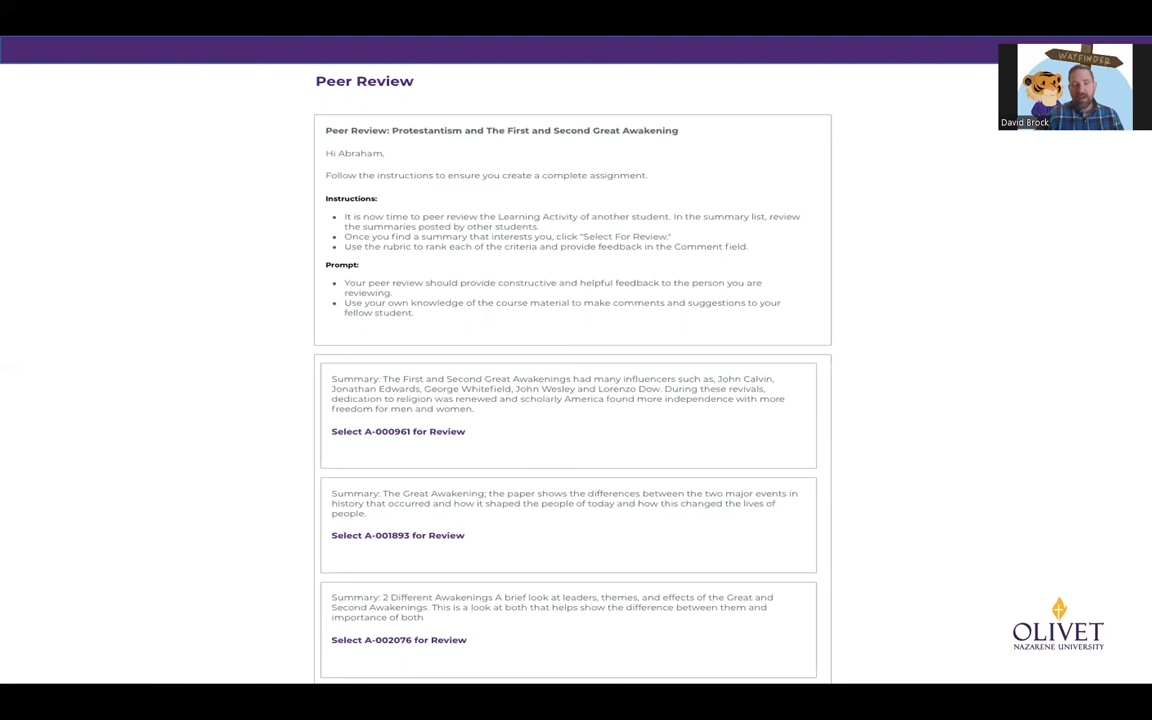 Peer Review
WAYFINDER
David Brock
Peer Review: Protestantism and The First and Second Great Awakening
Hi Abraham,
Follow the instructions to ensure you create a complete assignment.
Instructions:
• It is now time to peer review the Learning Activity of another student. In the summary list, review
the summaries posted by other students.
• Once you find a summary that interests you, click "Select For Review."
• Use the rubric to rank each of the criteria and provide feedback in the Comment field.
Prompt:
• Your peer review should provide constructive and helpful feedback to the person you are
reviewing.
• Use your own knowledge of the course material to make comments and suggestions to your
fellow student.
Summary: The First and Second Great Awakenings had many influencers such as, John Calvin,
Jonathan Edwards, George Whitefield, John Wesley and Lorenzo Dow. During these revivals,
dedication to religion was renewed and scholarly America found more independence with more
freedom for men and women.
Select A-000961 for Review
Summary: The Great Awakening; the paper shows the differences between the two major events in
history that occurred and how it shaped the people of today and how this changed the lives of
people.
Select A-001893 for Review
Summary: 2 Different Awakenings A brief look at leaders, themes, and effects of the Great and
Second Awakenings. This is a look at both that helps show the difference between them and
importance of both
Select A-002076 for Review
OLIVET
NAZARENE UNIVERSITY